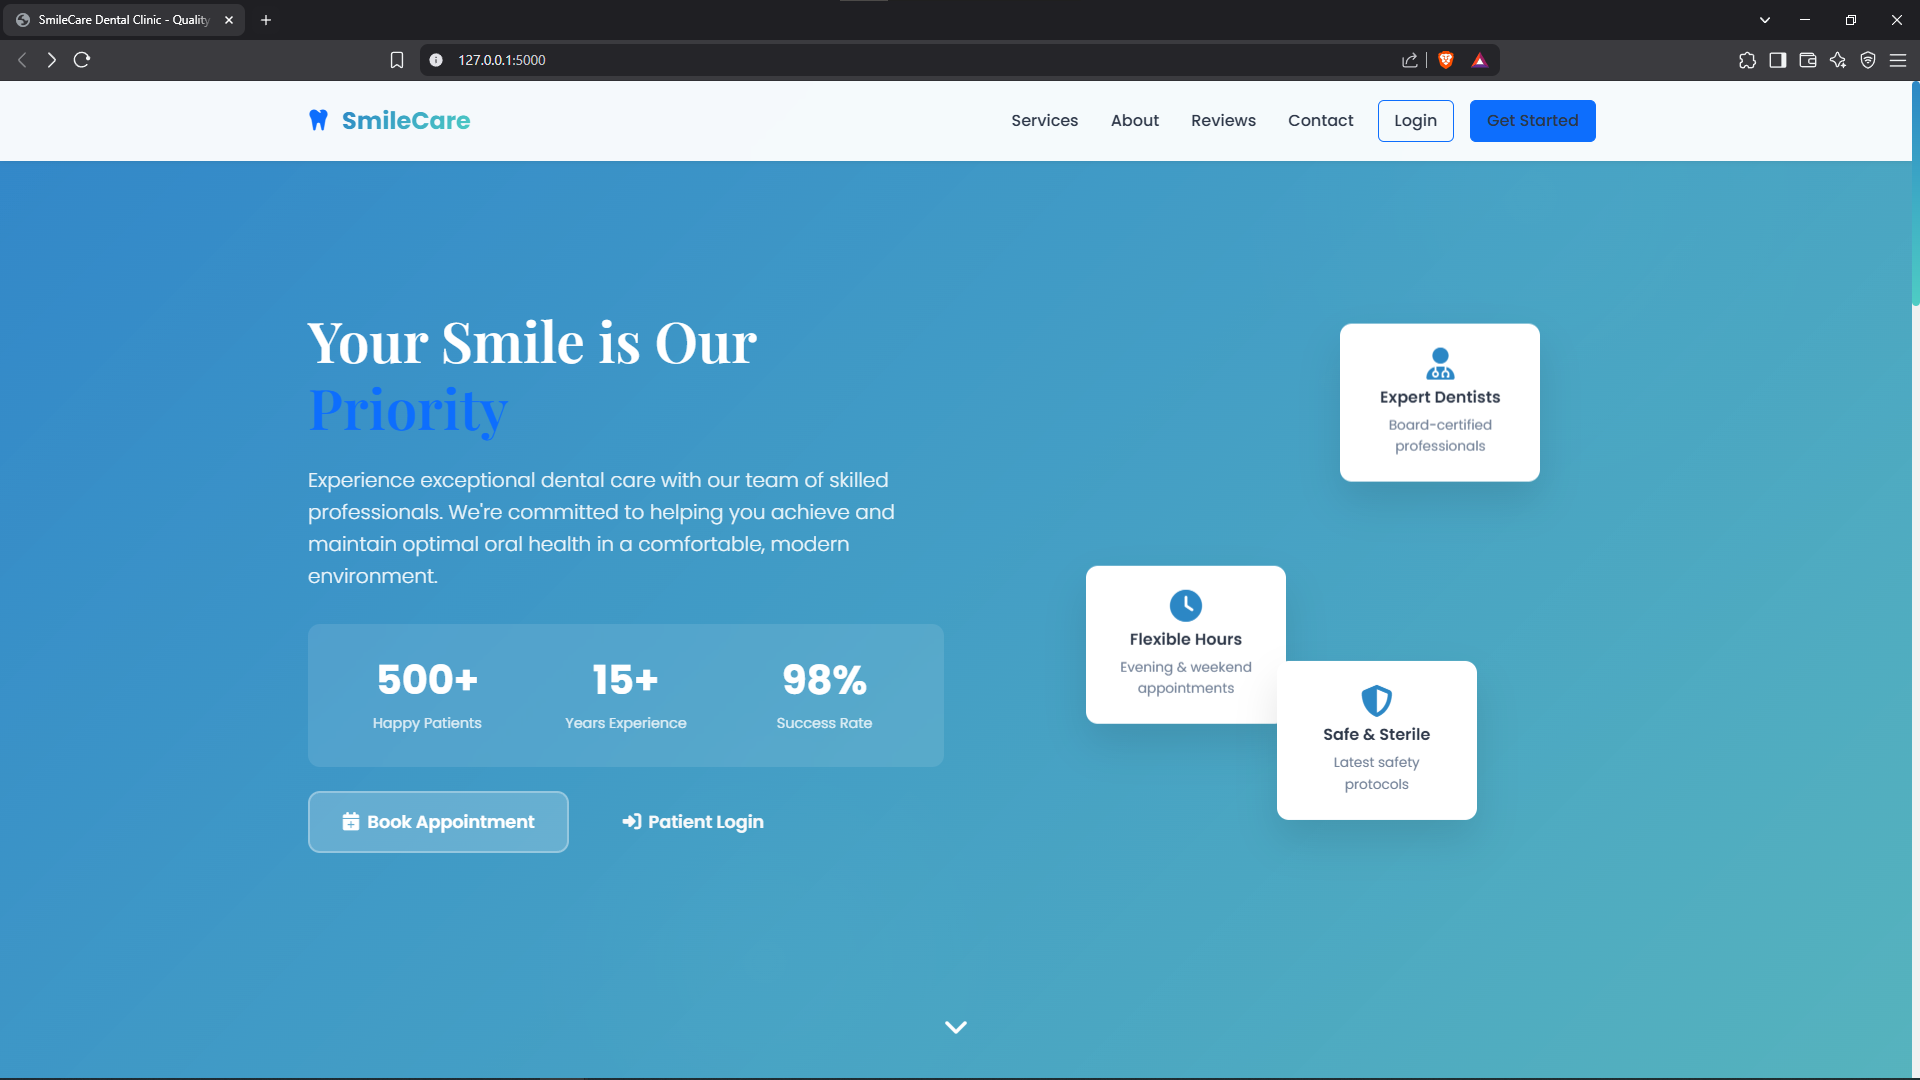 SmileCare Dental Clinic - Quality
127.0.0.1:5000
SmileCare
Services
About
Reviews
Contact
Login
Get Started
Your Smile is Our
Priority
Experience exceptional dental care with our team of skilled
professionals. We're committed to helping you achieve and
maintain optimal oral health in a comfortable, modern
environment.
500+
Happy Patients
15+
Years Experience
98%
Success Rate
Book Appointment
Patient Login
Expert Dentists
Board-certified
professionals
Flexible Hours
Evening & weekend
appointments
Safe & Sterile
Latest safety
protocols